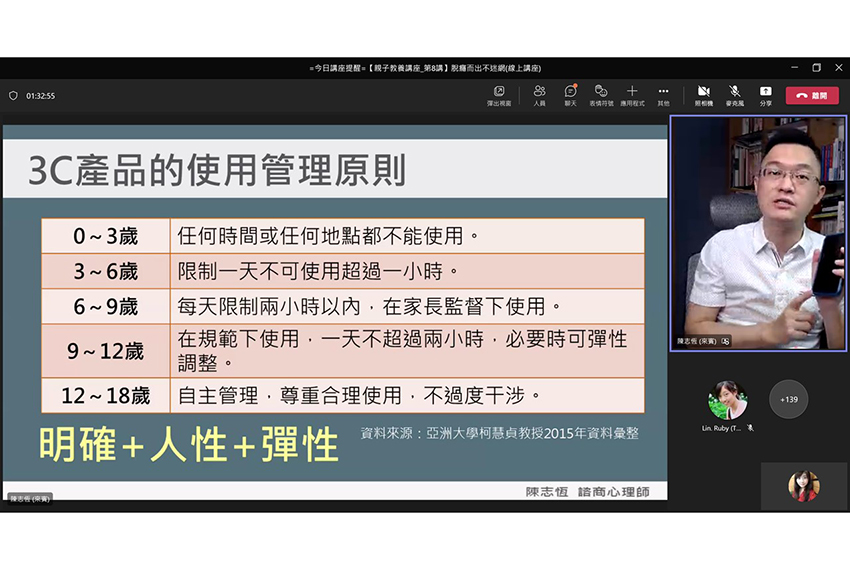 =今日講座提醒=【親子教養講座_第8講】脫癮而出不迷網(線上講座)
01:32:55
彈出視窗
人員
聊天
表情符號
應用程式
其他
照相機
麥克風
分享
離開
3C產品的使用管理原則
0～3歲 任何時間或任何地點都不能使用。
3～6歲 限制一天不可使用超過一小時。
6～9歲 每天限制兩小時以內，在家長監督下使用。
9～12歲 在規範下使用，一天不超過兩小時，必要時可彈性
調整。
12～18歲 自主管理，尊重合理使用，不過度干涉。
明確+人性+彈性
資料來源：亞洲大學柯慧貞教授2015年資料彙整
陳志恆 諮商心理師
陳志恆 (來賓)
陳志恆 (來賓)
Lin. Ruby (T...
+139